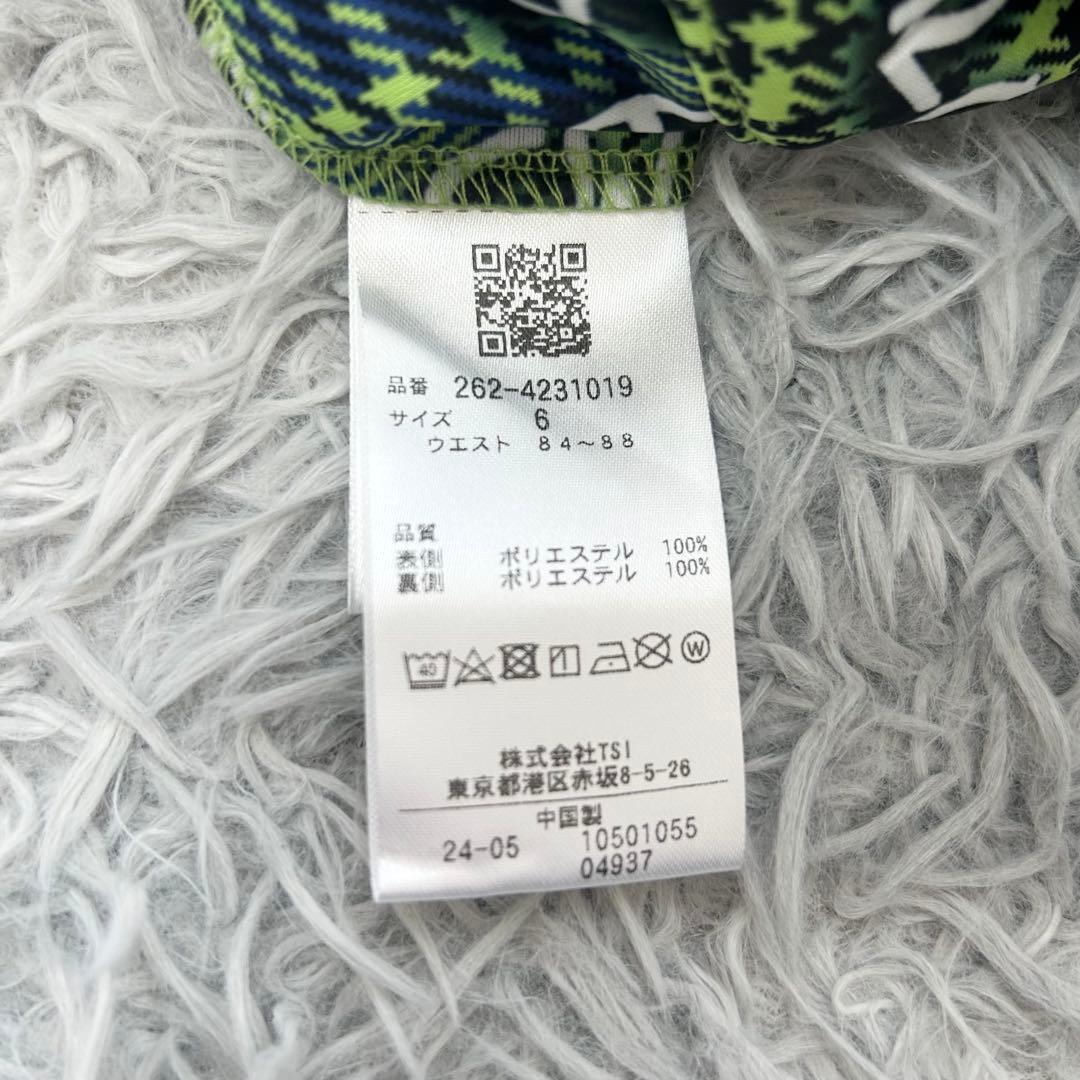 品番 262-4231019
サイズ 6
ウエスト 84~88
品質
表側 ポリエステル 100%
裏側 ポリエステル 100%
40 W
株式会社TSI
東京都港区赤坂8-5-26
中国製
24-05 10501055
04937